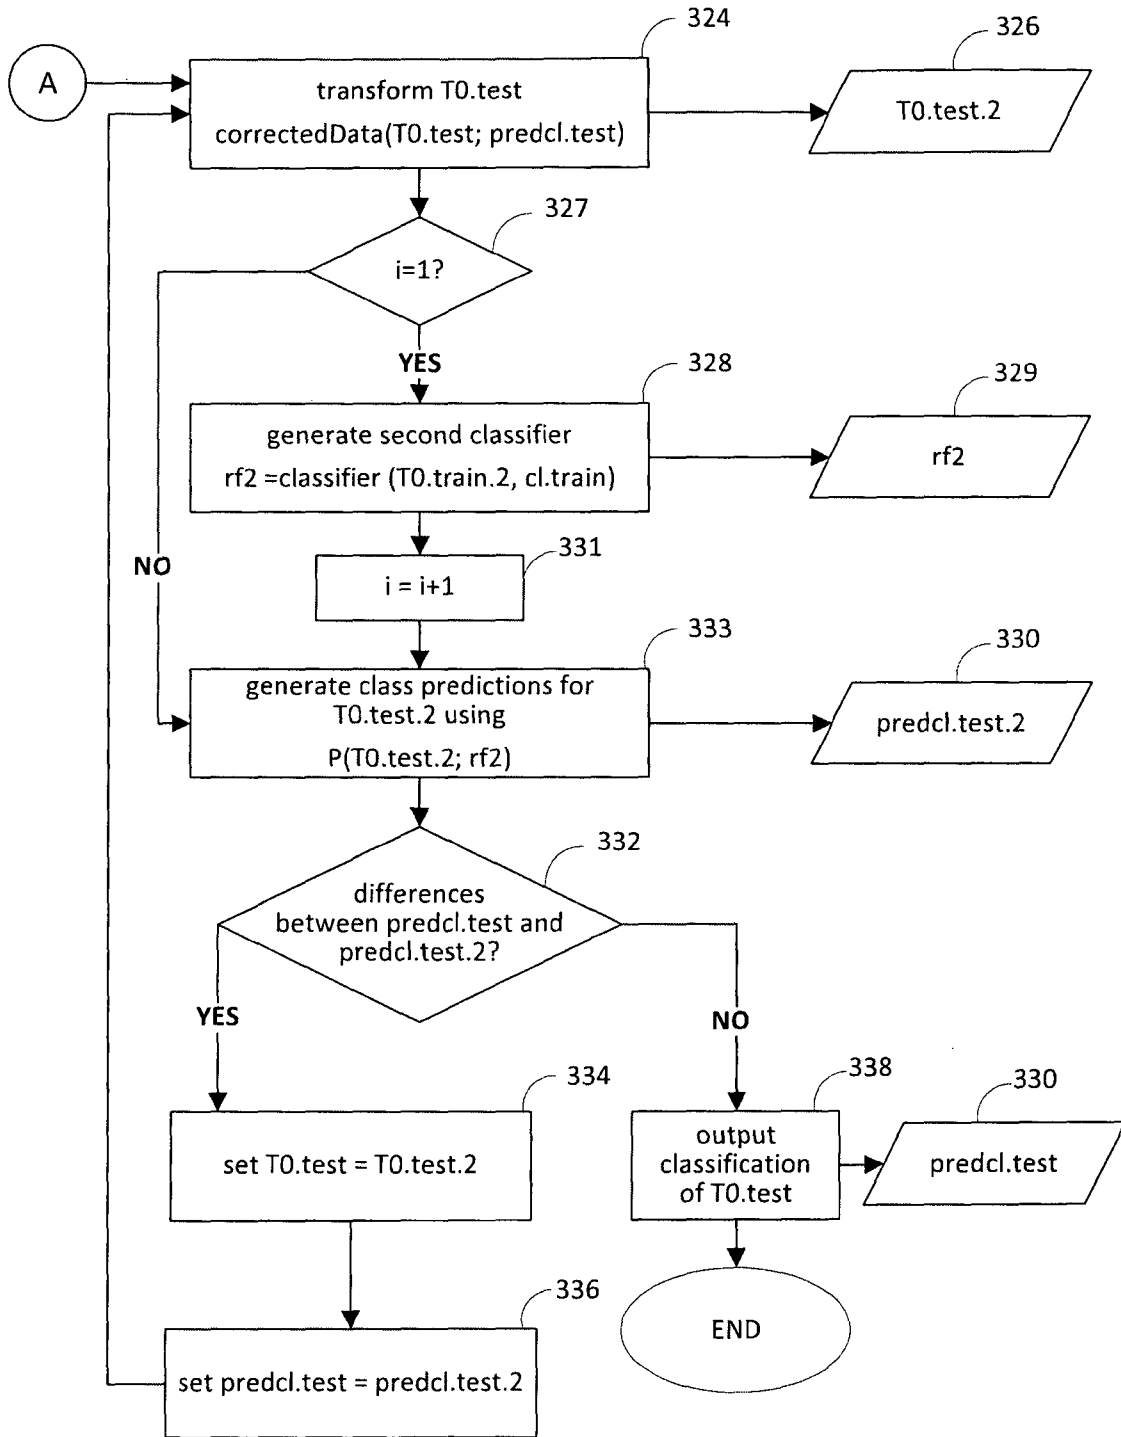 324
326
A
transform T0.test
correctedData(T0.test; predcl.test)
T0.test.2
327
i=1?
YES
328
329
generate second classifier
rf2 =classifier (T0.train.2, cl.train)
rf2
NO
331
i = i+1
333
330
generate class predictions for
T0.test.2 using
P(T0.test.2; rf2)
predcl.test.2
332
differences
between predcl.test and
predcl.test.2?
YES
NO
334
338
330
set T0.test = T0.test.2
output
classification
of T0.test
predcl.test
336
set predcl.test = predcl.test.2
END